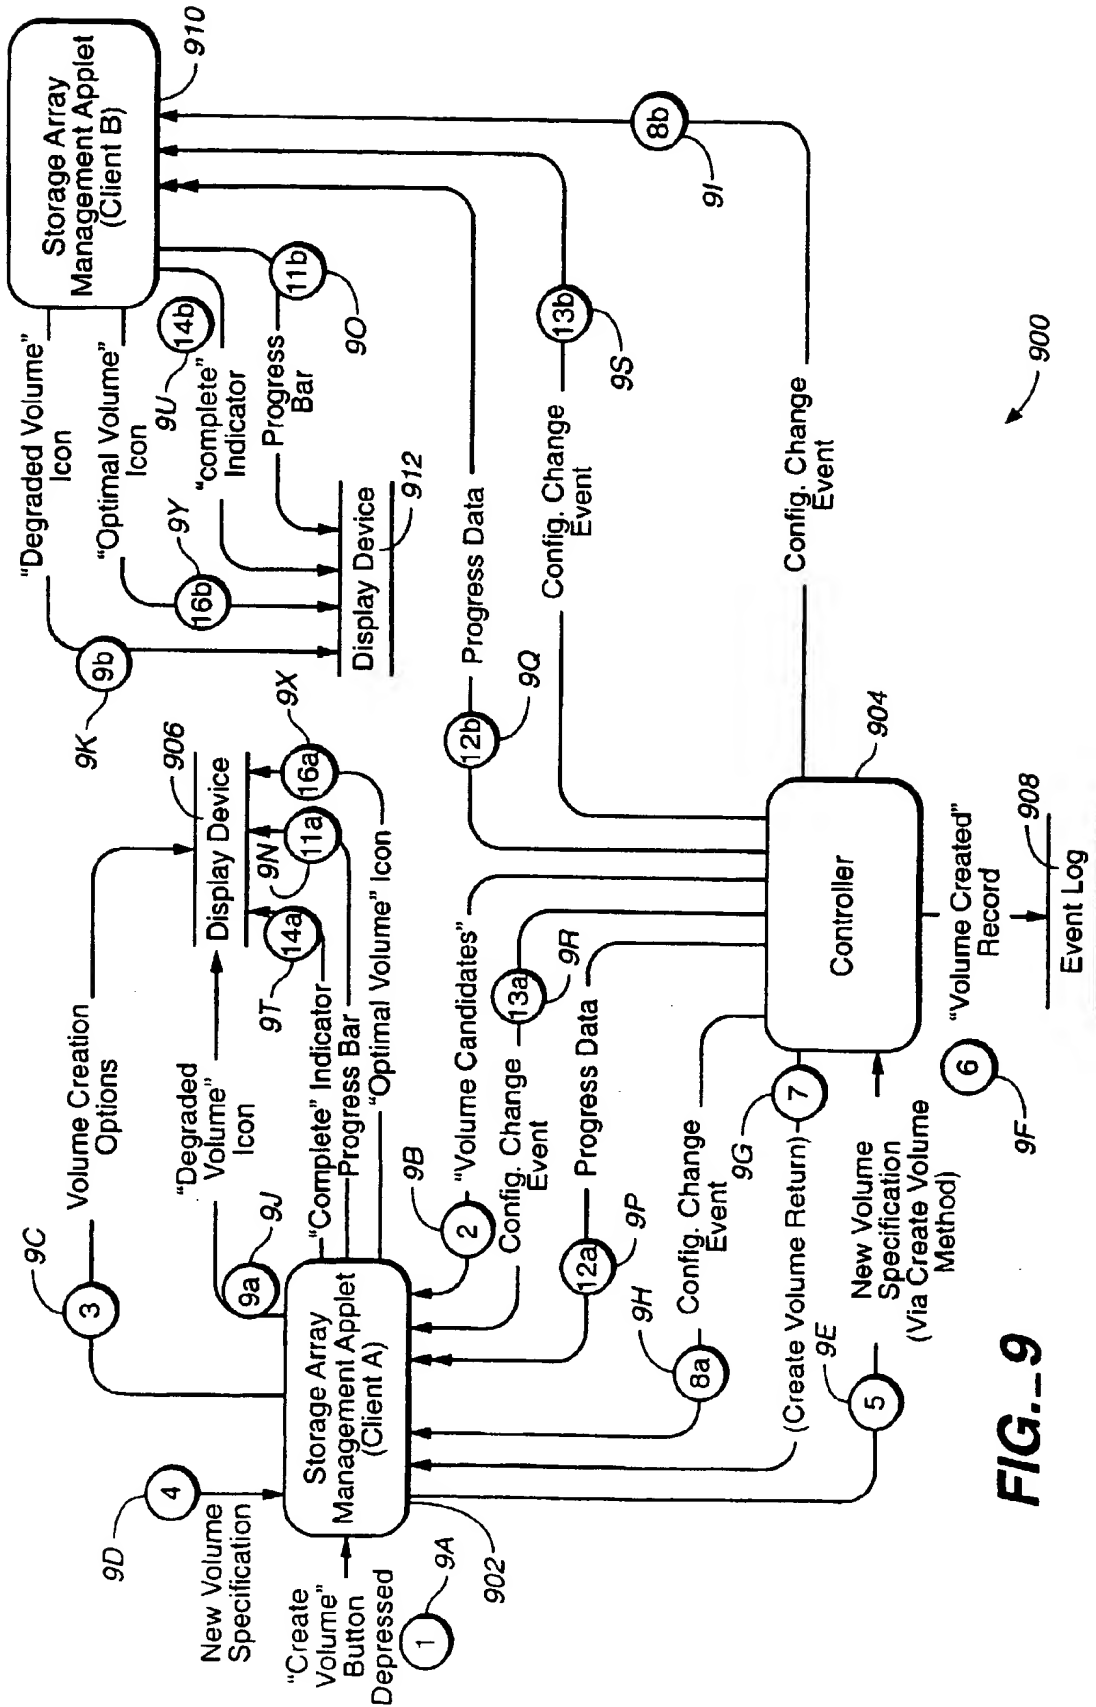 9D
4
New Volume
Specification
"Create
Volume"
Button
Depressed
1
9A
902
Storage Array
Management Applet
(Client A)
9C
3
Volume Creation
Options
9a
9J
"Degraded
Volume"
Icon
"Complete" Indicator
Progress Bar
"Optimal Volume" Icon
9T
14a
9N
11a
16a
9X
Display Device
906
9B
2
"Volume Candidates"
Config. Change
Event
13a
9R
12a
9P
Progress Data
9H
8a
Config. Change
Event
(Create Volume Return)
7
9G
9E
5
New Volume
Specification
(Via Create Volume
Method)
Controller
904
6
9F
"Volume Created"
Record
908
Event Log
9K
9b
"Degraded Volume"
Icon
"Optimal Volume"
Icon
16b
9Y
14b
9U
"complete"
Indicator
Progress
Bar
11b
9O
Display Device
912
Storage Array
Management Applet
(Client B)
910
12b
9Q
Progress Data
Config. Change
Event
13b
9S
Config. Change
Event
8b
9I
900
FIG._9